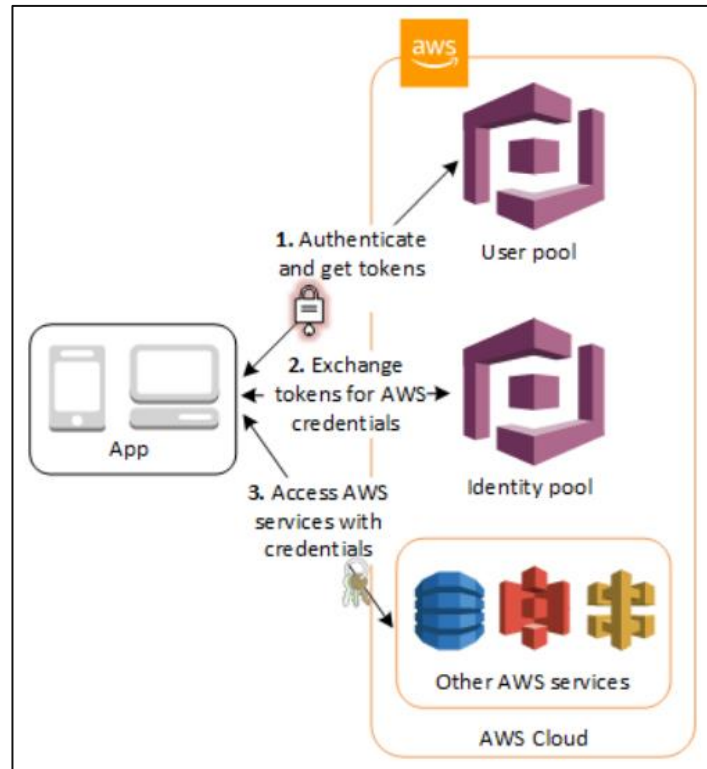 aws
1. Authenticate
and get tokens
User pool
2. Exchange
tokens for AWS
credentials
App
Identity pool
3. Access AWS
services with
credentials
Other AWS services
AWS Cloud